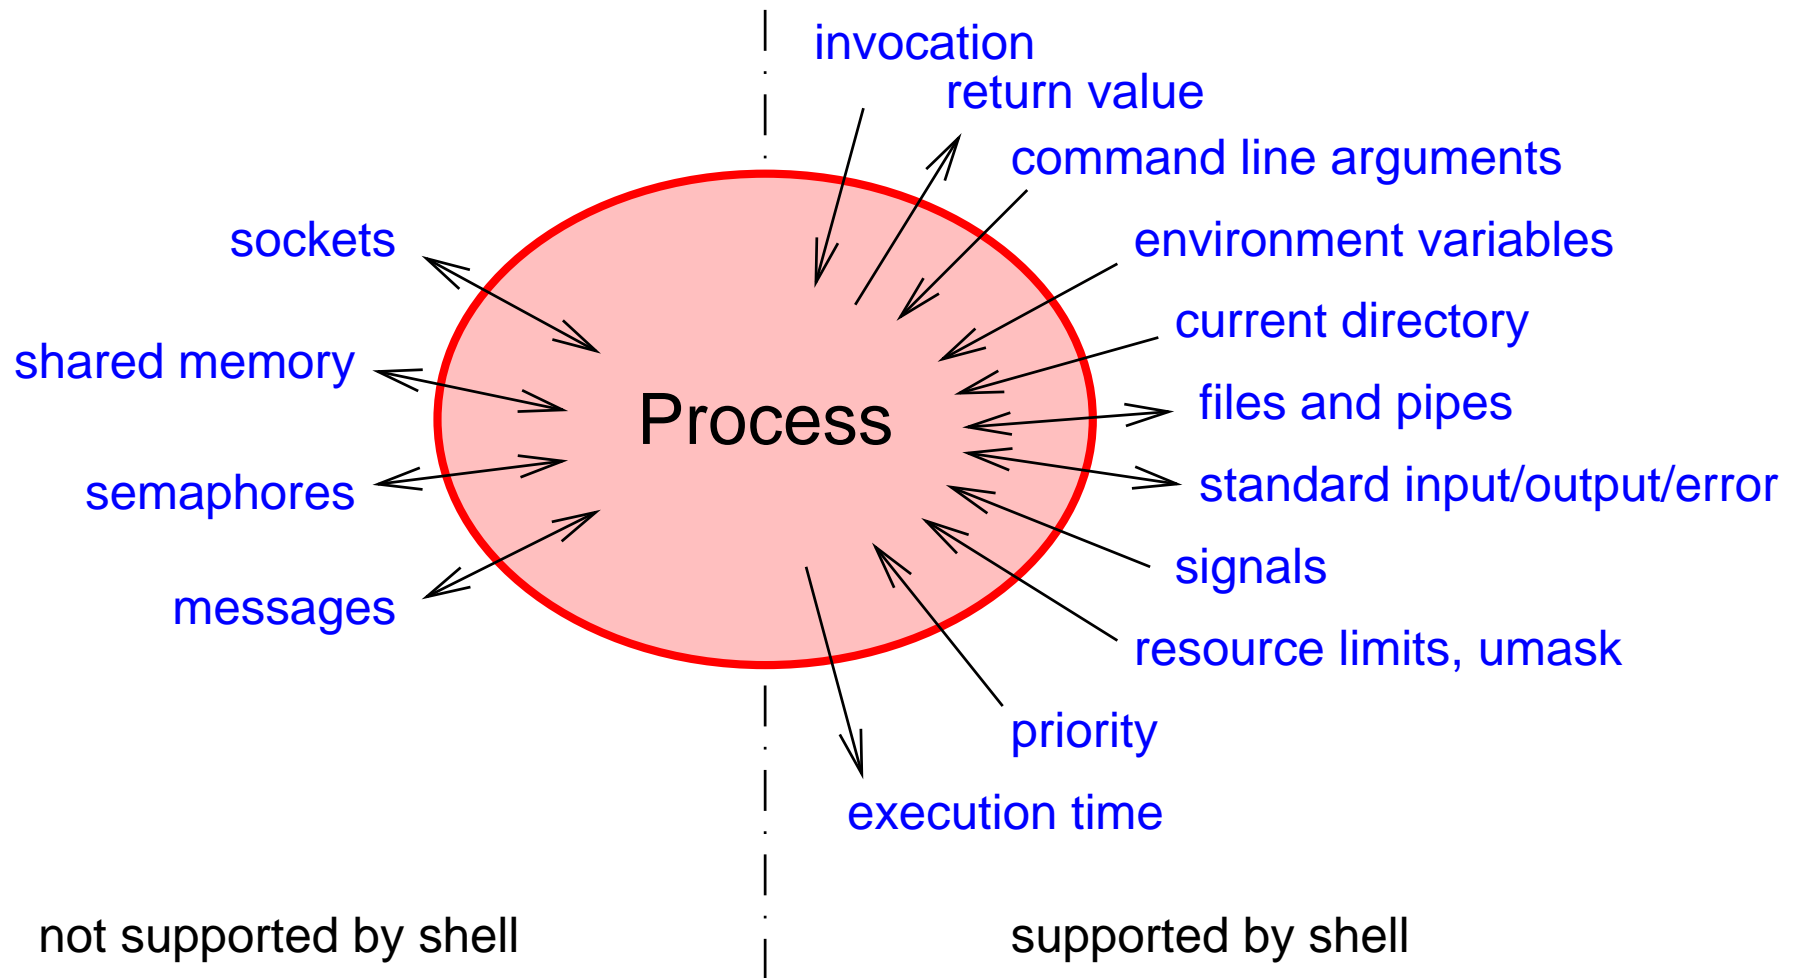 invocation
return value
command line arguments
sockets
environment variables
current directory
shared memory
files and pipes
Process
semaphores
standard input/output/error
signals
messages
resource limits, umask
priority
execution time
not supported by shell
supported by shell